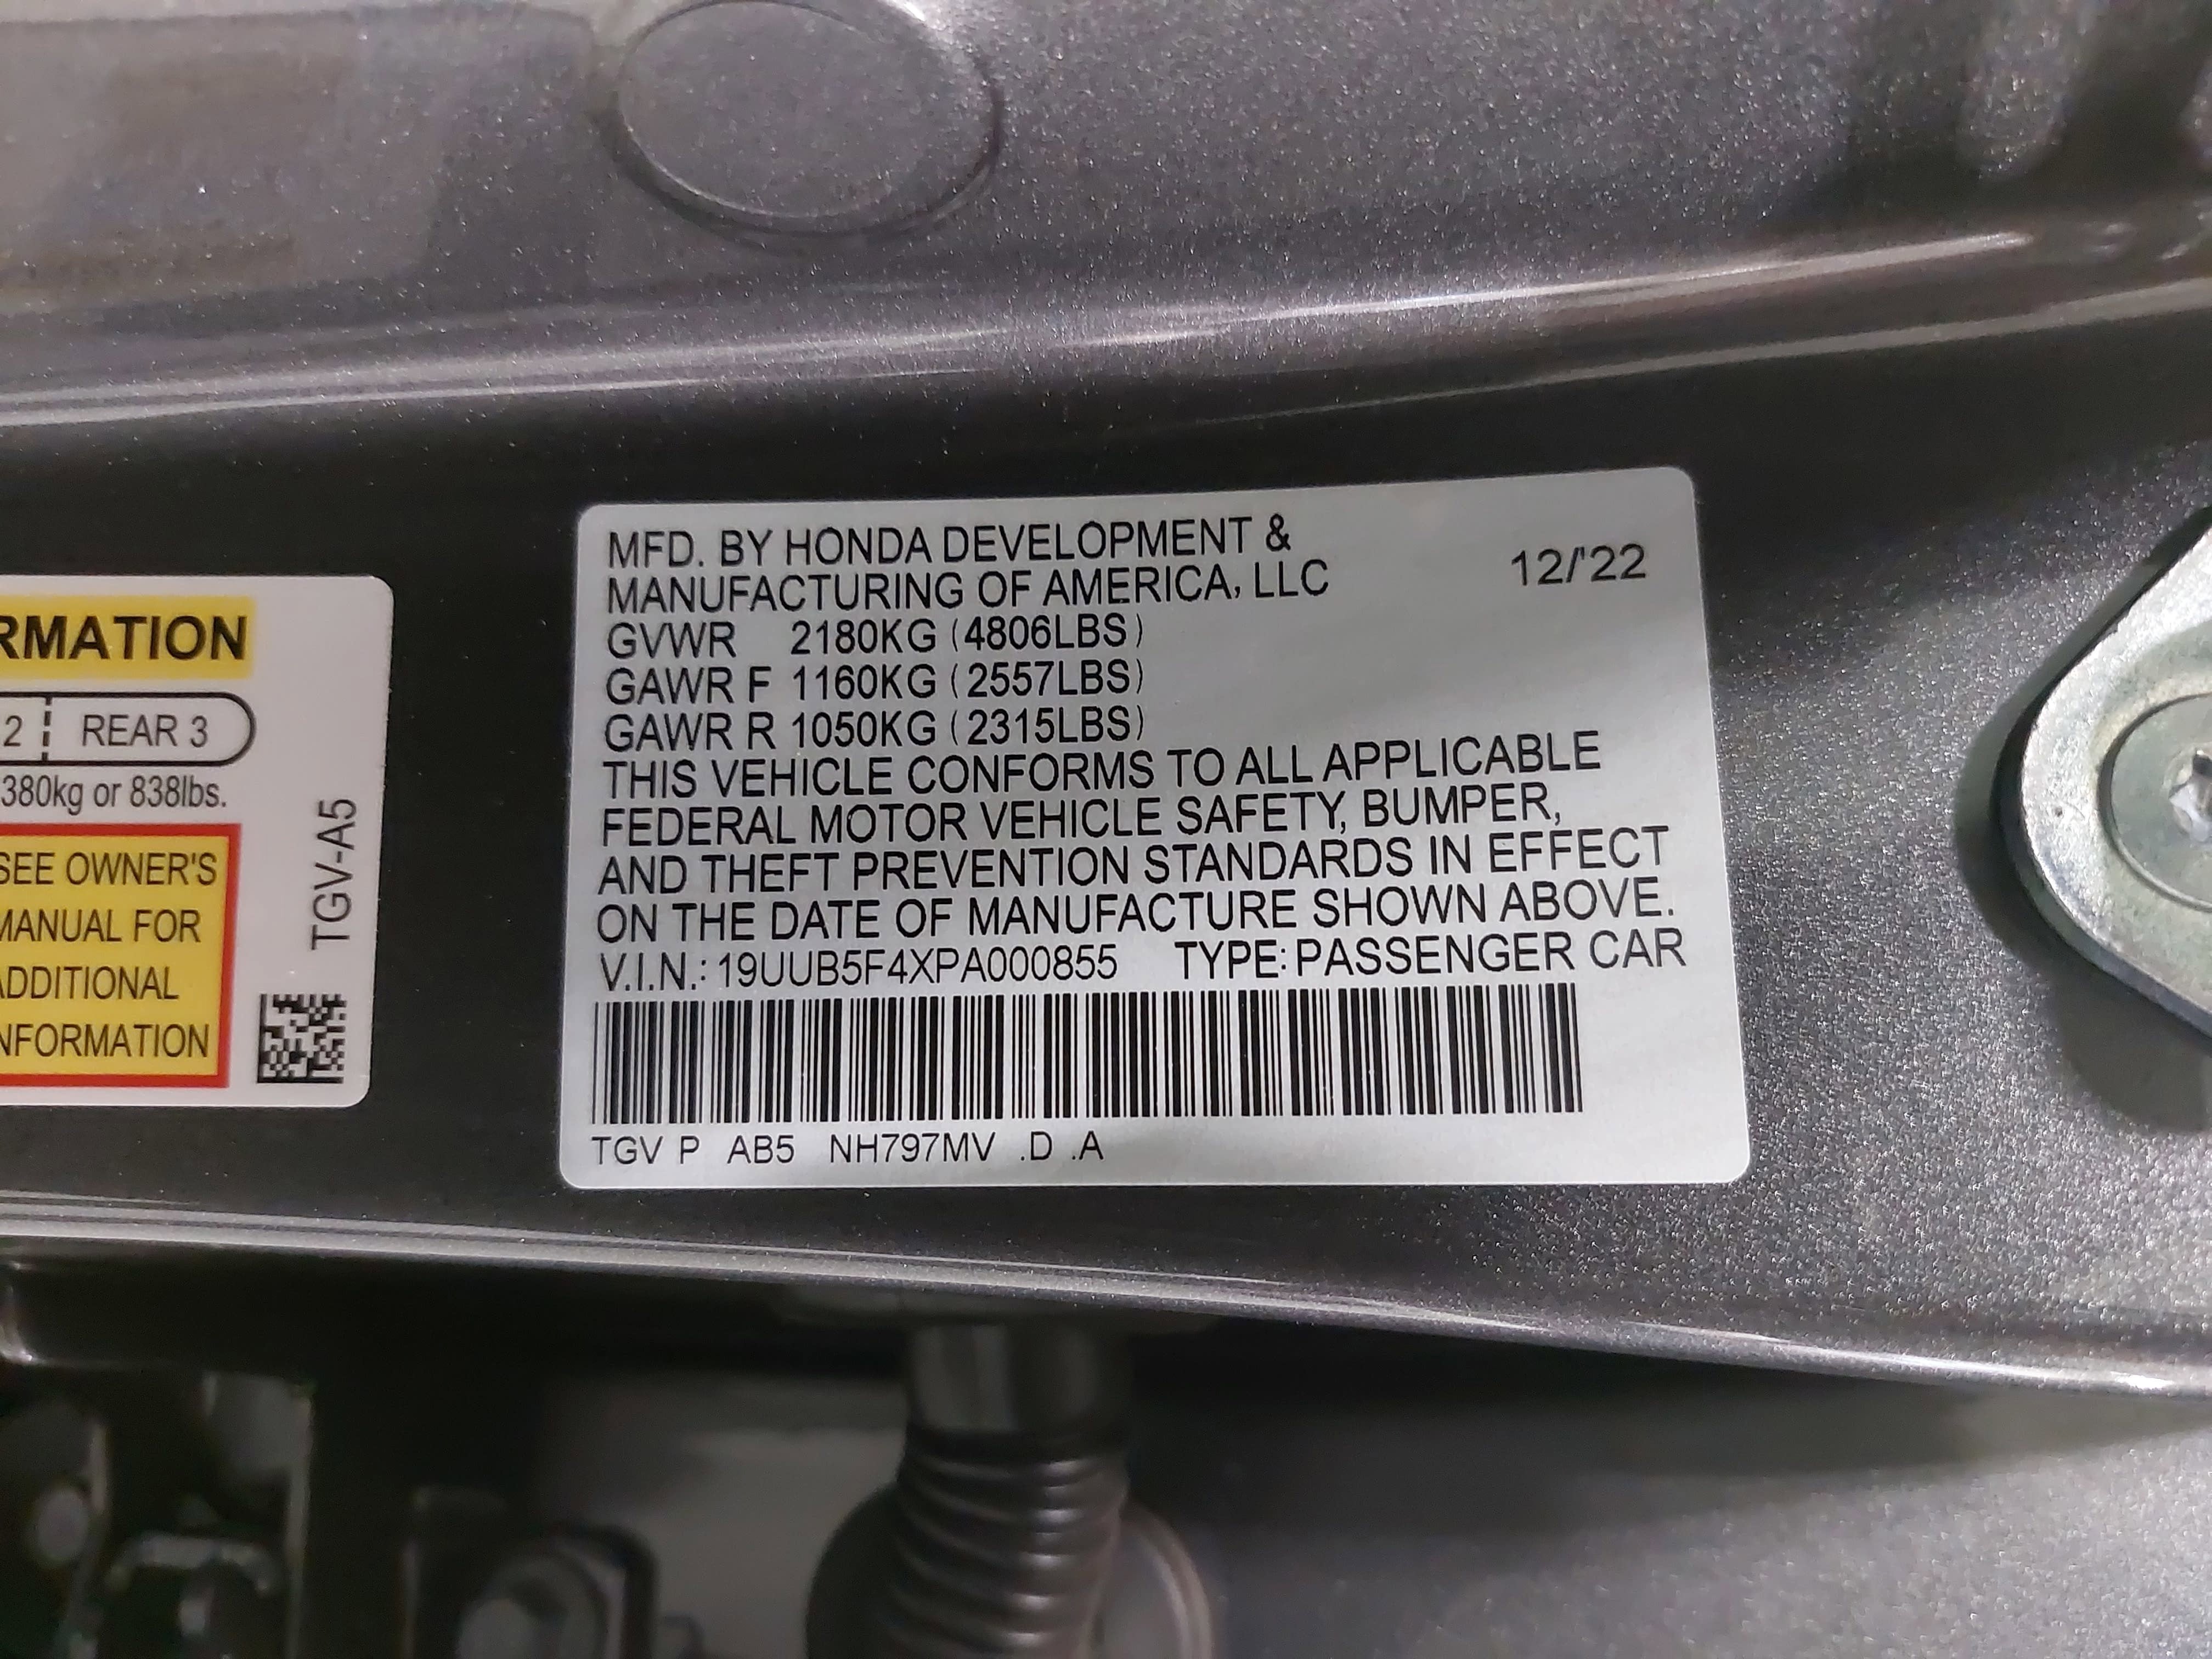 RMATION
2 REAR 3
380kg or 838lbs.
SEE OWNER'S
MANUAL FOR
ADDITIONAL
INFORMATION
TGV-A5
MFD. BY HONDA DEVELOPMENT &
MANUFACTURING OF AMERICA, LLC 12/'22
GVWR 2180KG (4806LBS)
GAWR F 1160KG (2557LBS)
GAWR R 1050KG (2315LBS)
THIS VEHICLE CONFORMS TO ALL APPLICABLE
FEDERAL MOTOR VEHICLE SAFETY, BUMPER,
AND THEFT PREVENTION STANDARDS IN EFFECT
ON THE DATE OF MANUFACTURE SHOWN ABOVE.
V.I.N.: 19UUB5F4XPA000855 TYPE: PASSENGER CAR
TGV P AB5 NH797MV .D .A